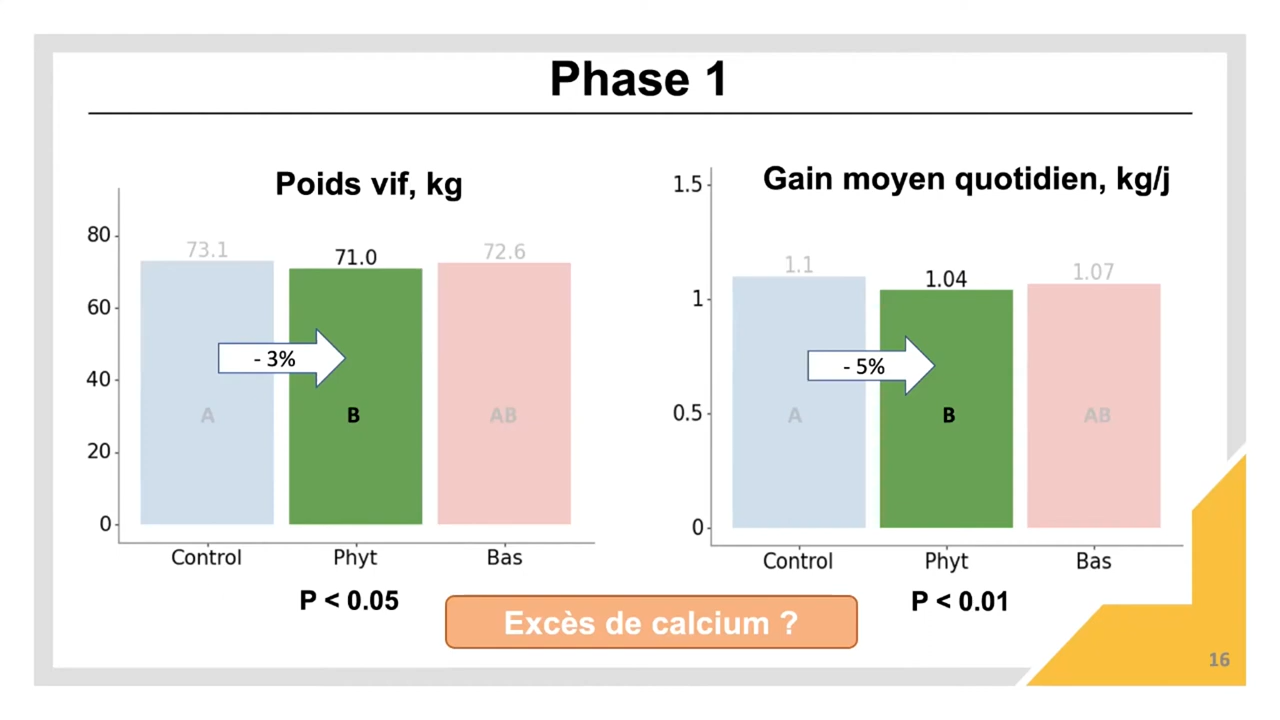 Phase 1
Poids vif, kg
80
60
40
20
0
73.1
71.0
72.6
- 3%
A
B
AB
Control
Phyt
Bas
P < 0.05
Gain moyen quotidien, kg/j
1.5
1
0.5
0
1.1
1.04
1.07
- 5%
A
B
AB
Control
Phyt
Bas
P < 0.01
Excès de calcium ?
16